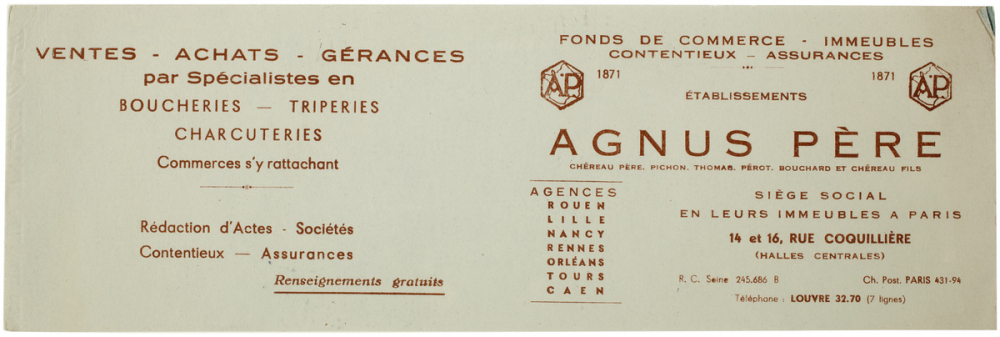 VENTES - ACHATS - GÉRANCES
par Spécialistes en
BOUCHERIES — TRIPERIES
CHARCUTERIES
Commerces s'y rattachant
Rédaction d'Actes - Sociétés
Contentieux — Assurances
Renseignements gratuits
FONDS DE COMMERCE - IMMEUBLES
CONTENTIEUX — ASSURANCES
AP 1871 1871 AP
ÉTABLISSEMENTS
AGNUS PÈRE
CHÉREAU PÈRE, PICHON, THOMAS, PÉROT, BOUCHARD ET CHÉREAU FILS
AGENCES
ROUEN
LILLE
NANCY
RENNES
ORLÉANS
TOURS
CAEN
SIÈGE SOCIAL
EN LEURS IMMEUBLES A PARIS
14 et 16, RUE COQUILLIÈRE
(HALLES CENTRALES)
R. C. Seine 245.686 B Ch. Post. PARIS 431-94
Téléphone : LOUVRE 32.70 (7 lignes)